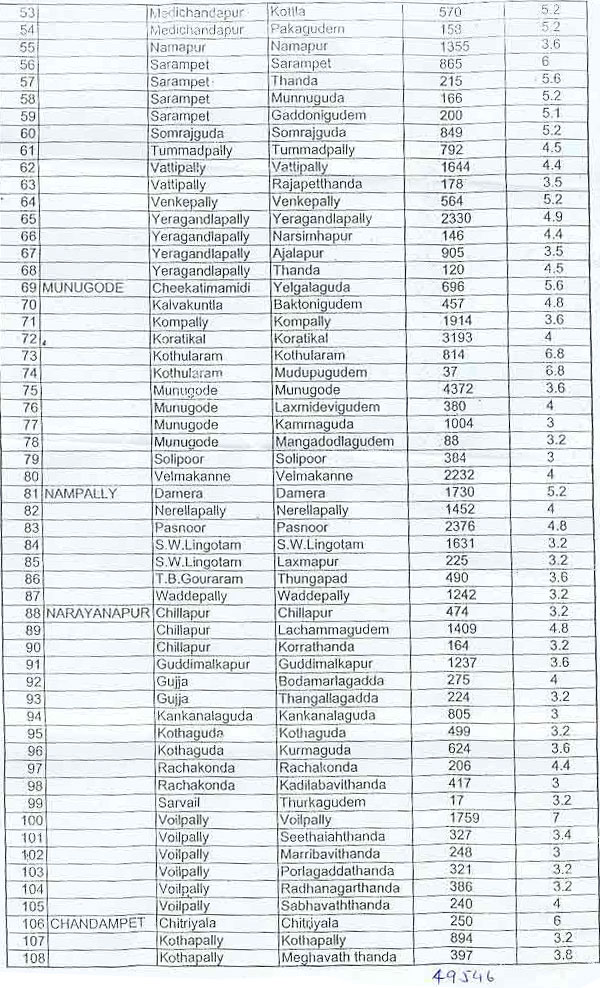 53 Medichandapur Kottla 570 5.2
54 Medichandapur Pakagudem 158 5.2
55 Namapur Namapur 1355 3.6
56 Sarampet Sarampet 865 6
57 Sarampet Thanda 215 5.6
58 Sarampet Munnuguda 166 5.2
59 Sarampet Gaddonigudem 200 5.1
60 Somrajguda Somrajguda 849 5.2
61 Tummadpally Tummadpally 792 4.5
62 Vattipally Vattipally 1644 4.4
63 Vattipally Rajapetthanda 178 3.5
64 Venkepally Venkepally 564 5.2
65 Yeragandlapally Yeragandlapally 2330 4.9
66 Yeragandlapally Narsimhapur 146 4.4
67 Yeragandlapally Ajalapur 905 3.5
68 Yeragandlapally Thanda 120 4.5
69 MUNUGODE Cheekatimamidi Yelgalaguda 696 5.6
70 Kalvakuntla Baktonigudem 457 4.8
71 Kompally Kompally 1914 3.6
72 Koratikal Koratikal 3193 4
73 Kothularam Kothularam 814 6.8
74 Kothularam Mudupugudem 37 6.8
75 Munugode Munugode 4372 3.6
76 Munugode Laxmidevigudem 380 4
77 Munugode Kammaguda 1004 3
78 Munugode Mangadodlagudem 88 3.2
79 Solipoor Solipoor 384 3
80 Velmakanne Velmakanne 2232 4
81 NAMPALLY Damera Damera 1730 5.2
82 Nerellapally Nerellapally 1452 4
83 Pasnoor Pasnoor 2376 4.8
84 S.W.Lingotam S.W.Lingotam 1631 3.2
85 S.W.Lingotam Laxmapur 225 3.2
86 T.B.Gouraram Thungapad 490 3.6
87 Waddepally Waddepally 1242 3.2
88 NARAYANAPUR Chillapur Chillapur 474 3.2
89 Chillapur Lachammagudem 1409 4.8
90 Chillapur Korrathanda 164 3.2
91 Guddimalkapur Guddimalkapur 1237 3.6
92 Gujja Bodamarlagadda 275 4
93 Gujja Thangallagadda 224 3.2
94 Kankanalaguda Kankanalaguda 805 3
95 Kothaguda Kothaguda 499 3.2
96 Kothaguda Kurmaguda 624 3.6
97 Rachakonda Rachakonda 206 4.4
98 Rachakonda Kadilabavithanda 417 3
99 Sarvail Thurkagudem 17 3.2
100 Voilpally Voilpally 1759 7
101 Voilpally Seethaiahthanda 327 3.4
102 Voilpally Marribavithanda 248 3
103 Voilpally Porlagaddathanda 321 3.2
104 Voilpally Radhanagarthanda 386 3.2
105 Voilpally Sabhavaththanda 240 4
106 CHANDAMPET Chitriyala Chitriyala 250 6
107 Kothapally Kothapally 894 3.2
108 Kothapally Meghavath thanda 397 3.8
49546